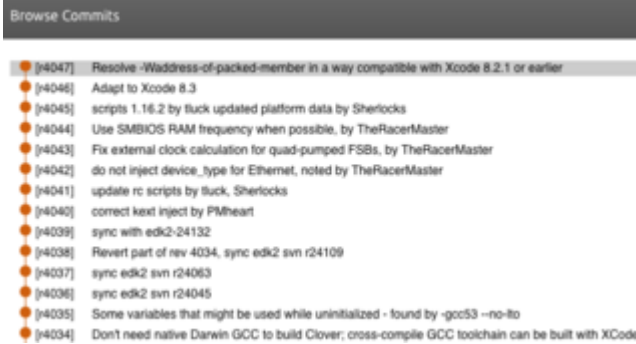 Browse Commits
[r4047] Resolve -Waddress-of-packed-member in a way compatible with Xcode 8.2.1 or earlier
[r4046] Adapt to Xcode 8.3
[r4045] scripts 1.16.2 by tluck updated platform data by Sherlocks
[r4044] Use SMBIOS RAM frequency when possible, by TheRacerMaster
[r4043] Fix external clock calculation for quad-pumped FSBs, by TheRacerMaster
[r4042] do not inject device_type for Ethernet, noted by TheRacerMaster
[r4041] update rc scripts by tluck, Sherlocks
[r4040] correct kext inject by PMheart
[r4039] sync with edk2-24132
[r4038] Revert part of rev 4034, sync edk2 svn r24109
[r4037] sync edk2 svn r24063
[r4036] sync edk2 svn r24045
[r4035] Some variables that might be used while uninitialized - found by -gcc53 --no-lto
[r4034] Don't need native Darwin GCC to build Clover; cross-compile GCC toolchain can be built with XCode